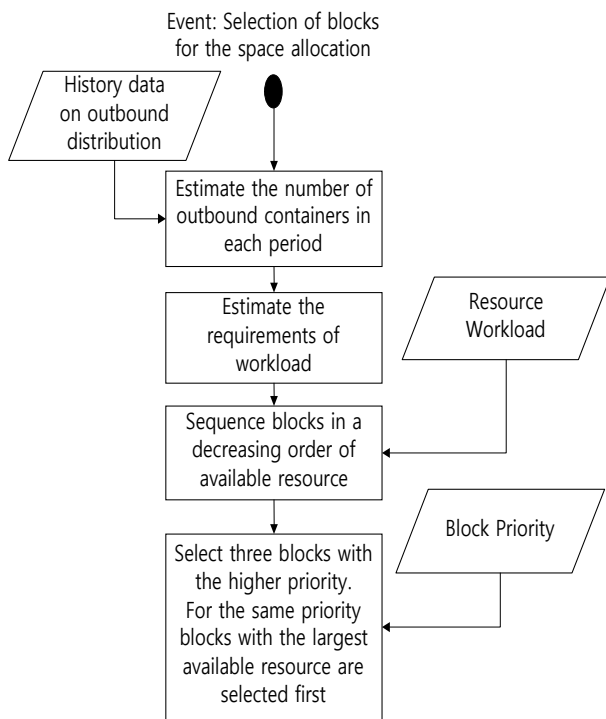 Event: Selection of blocks
for the space allocation
History data
on outbound
distribution
Estimate the number of
outbound containers in
each period
Estimate the
requirements of
workload
Resource
Workload
Sequence blocks in a
decreasing order of
available resource
Block Priority
Select three blocks with
the higher priority.
For the same priority
blocks with the largest
available resource are
selected first